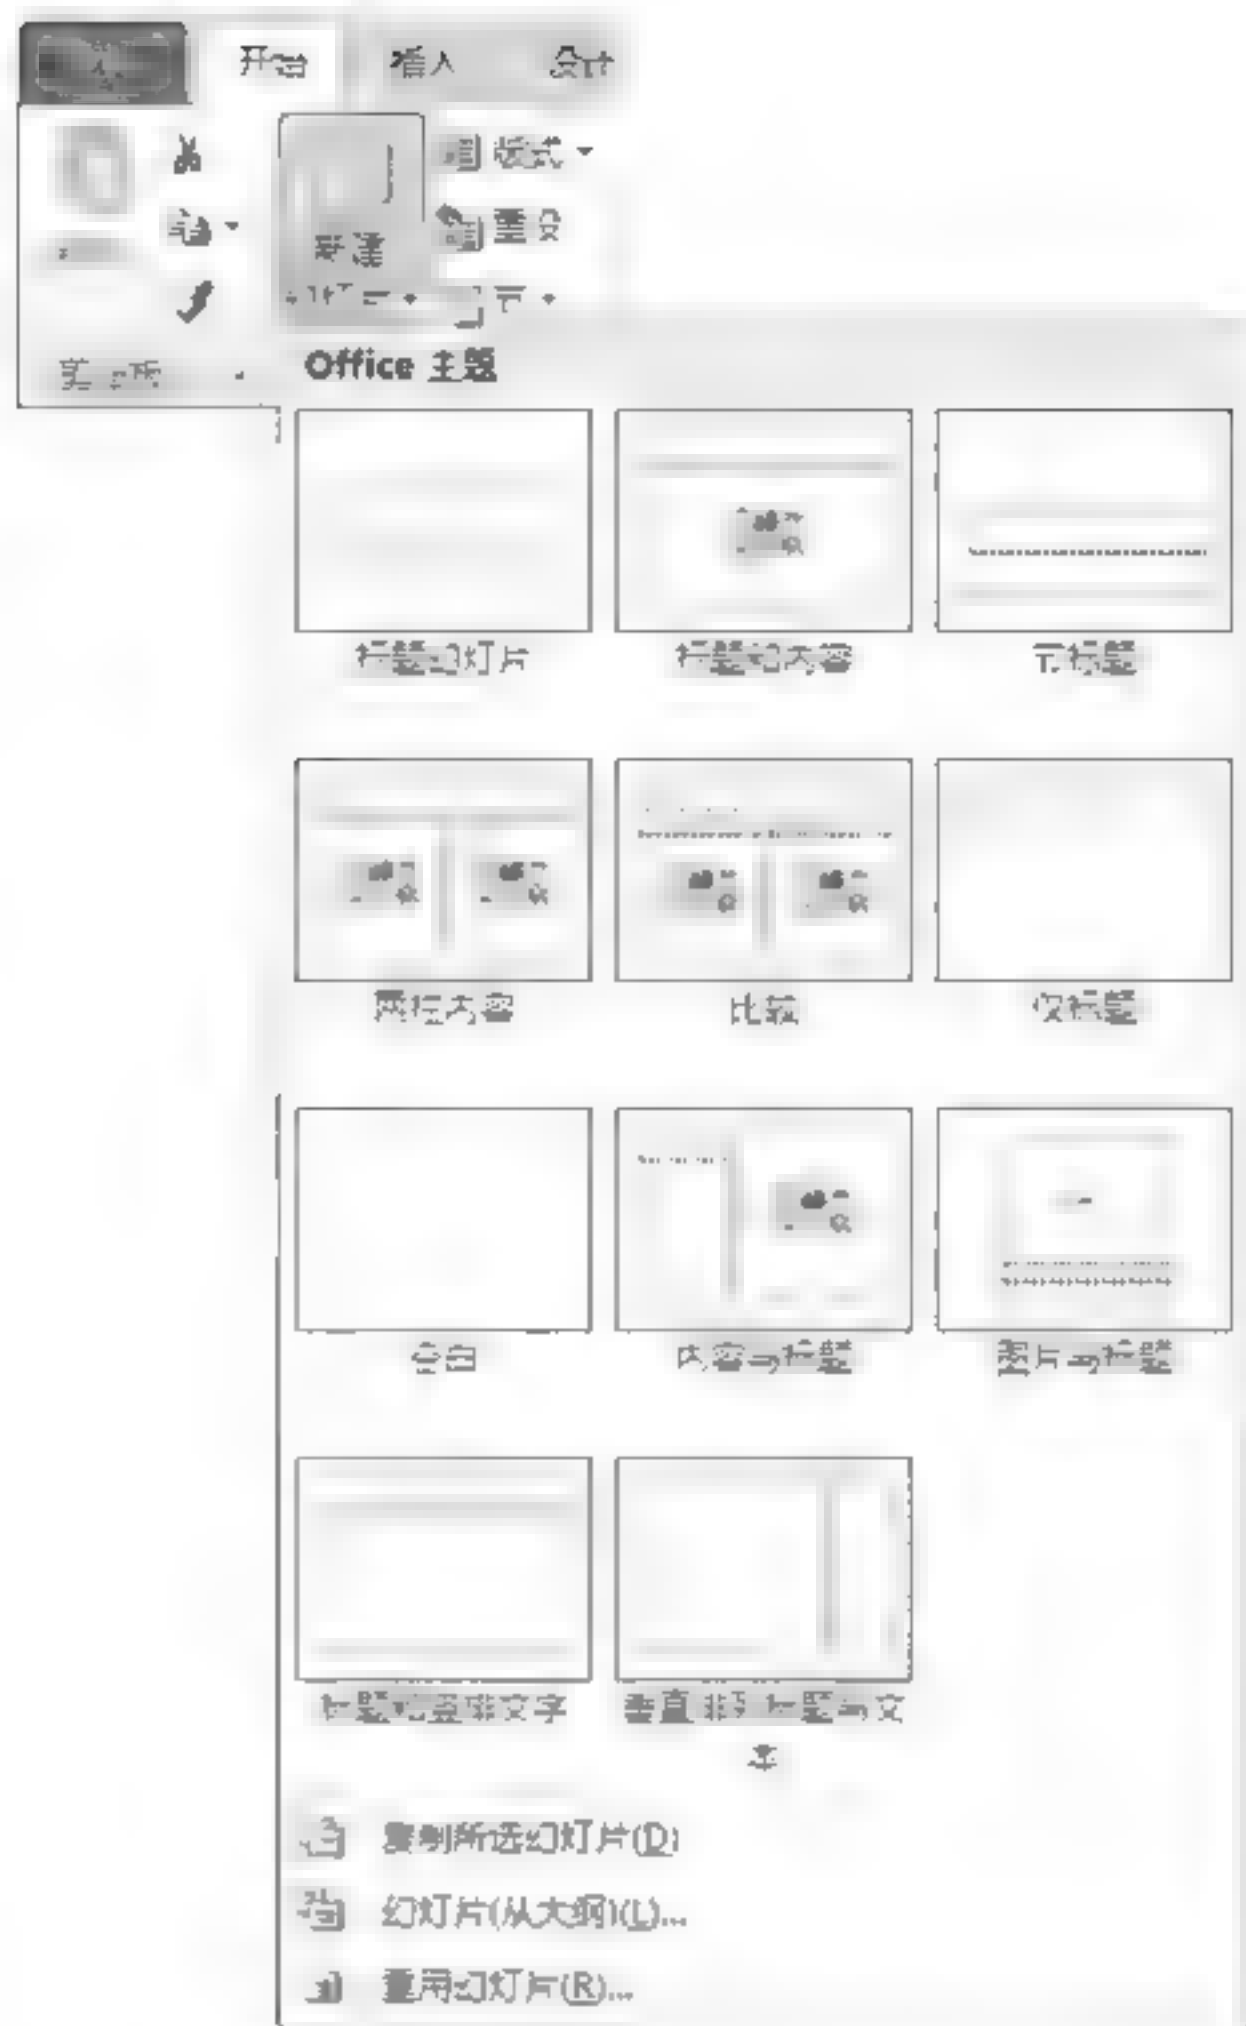 开始 插入 设计
版式
新建 重设
幻灯片 节
Office 主题
标题幻灯片 标题和内容 节标题
两栏内容 比较 仅标题
空白 内容与标题 图片与标题
标题和竖排文字 垂直排列标题与文
本
复制所选幻灯片(D)
幻灯片(从大纲)(L)...
重用幻灯片(R)...